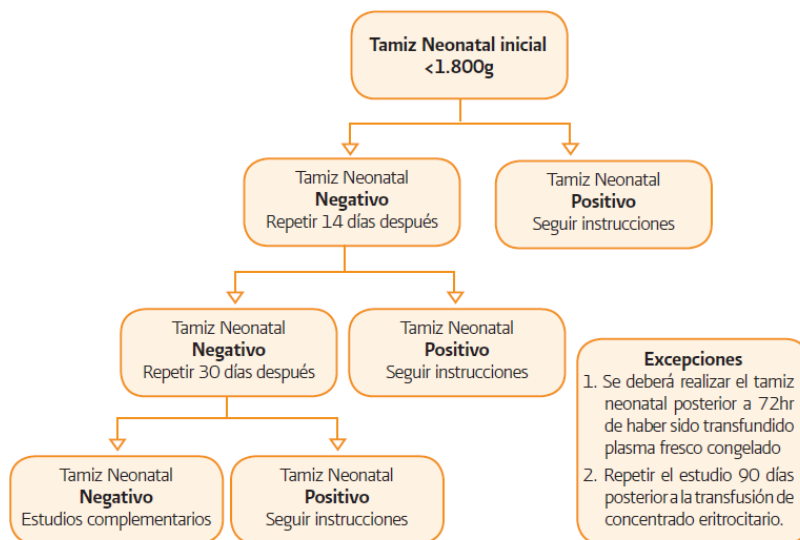 Tamiz Neonatal inicial
<1.800g
Tamiz Neonatal
Negativo
Repetir 14 días después
Tamiz Neonatal
Positivo
Seguir instrucciones
Tamiz Neonatal
Negativo
Repetir 30 días después
Tamiz Neonatal
Positivo
Seguir instrucciones
Tamiz Neonatal
Negativo
Estudios complementarios
Tamiz Neonatal
Positivo
Seguir instrucciones
Excepciones
1. Se deberá realizar el tamiz
neonatal posterior a 72hr
de haber sido transfundido
plasma fresco congelado
2. Repetir el estudio 90 días
posterior a la transfusión de
concentrado eritrocitario.